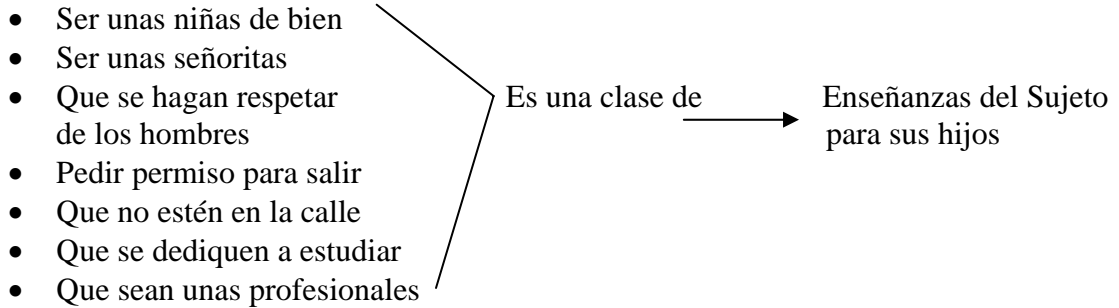 • Ser unas niñas de bien
• Ser unas señoritas
• Que se hagan respetar Es una clase de Enseñanzas del Sujeto
de los hombres para sus hijos
• Pedir permiso para salir
• Que no estén en la calle
• Que se dediquen a estudiar
• Que sean unas profesionales